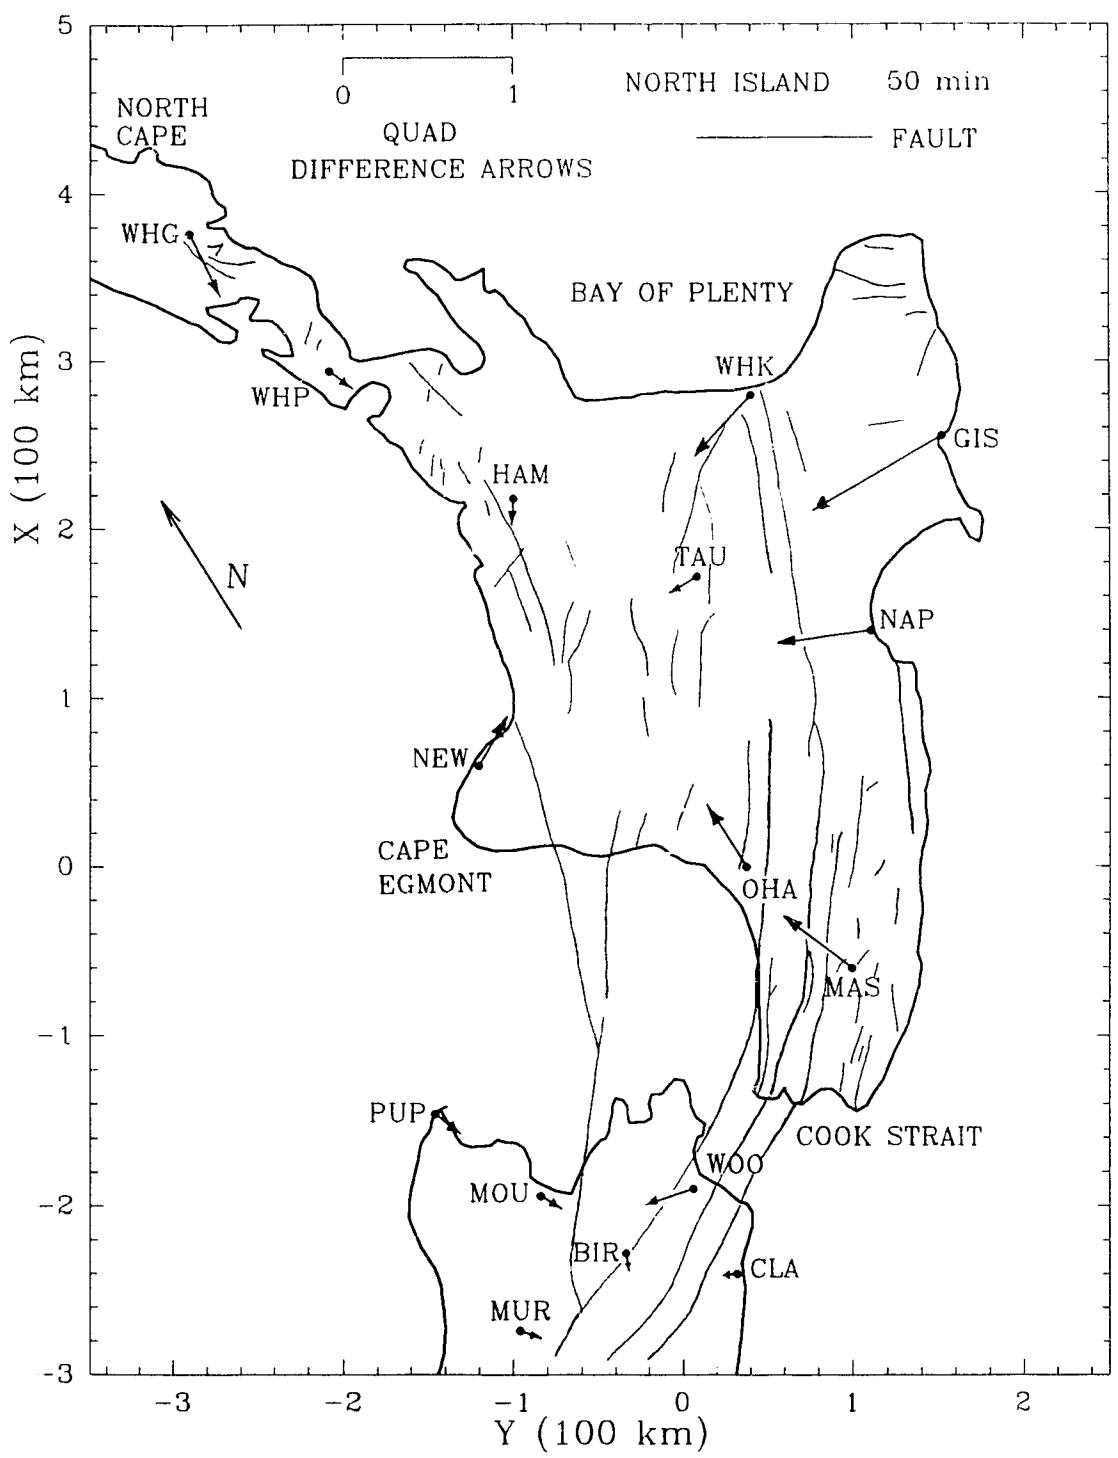 5
0 1
NORTH ISLAND 50 min
NORTH
CAPE
QUAD
DIFFERENCE ARROWS
FAULT
4
WHG
BAY OF PLENTY
3
WHK
WHP
GIS
HAM
X (100 km)
2
TAU
N
NAP
1
NEW
CAPE
EGMONT
0
OHA
MAS
-1
PUP
COOK STRAIT
WOO
MOU
-2
BIR
CLA
MUR
-3
-3 -2 -1 0 1 2
Y (100 km)